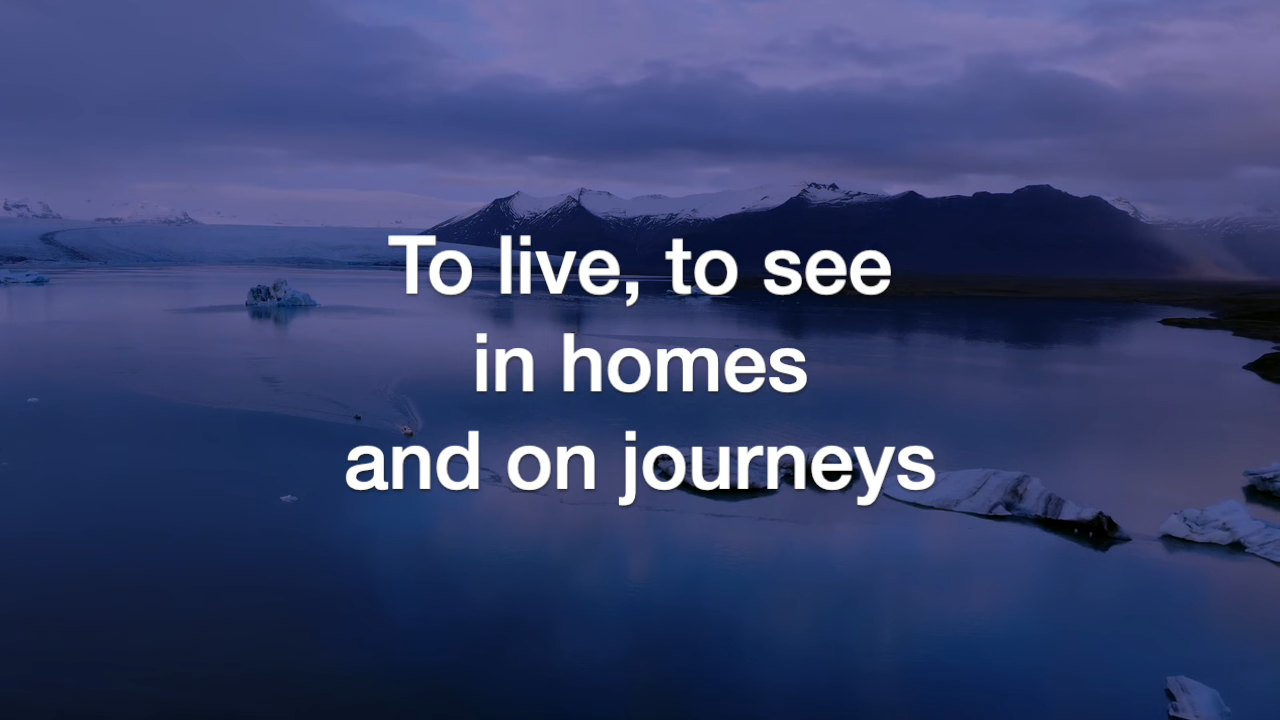 To live, to see
in homes
and on journeys